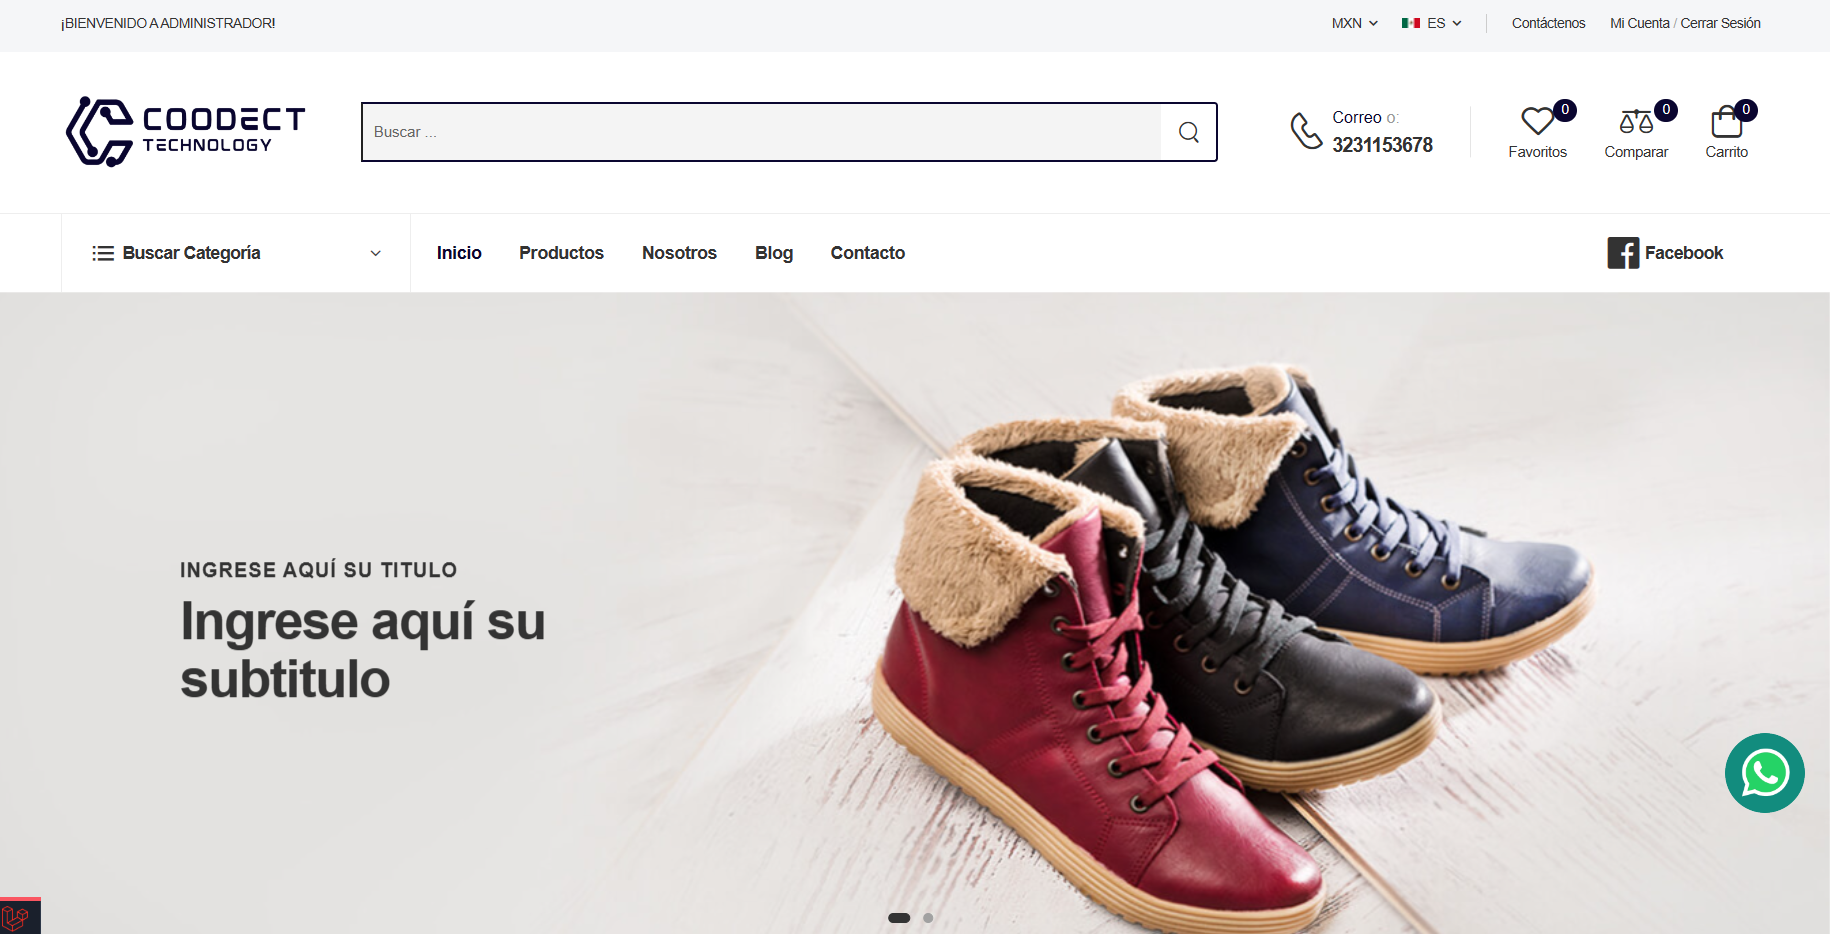 ¡BIENVENIDO A ADMINISTRADOR!
MXN
ES
Contáctenos
Mi Cuenta / Cerrar Sesión
COODECT
TECHNOLOGY
Buscar ...
Correo o:
3231153678
0
Favoritos
0
Comparar
0
Carrito
Buscar Categoría
Inicio
Productos
Nosotros
Blog
Contacto
Facebook
INGRESE AQUÍ SU TITULO
Ingrese aquí su
subtitulo